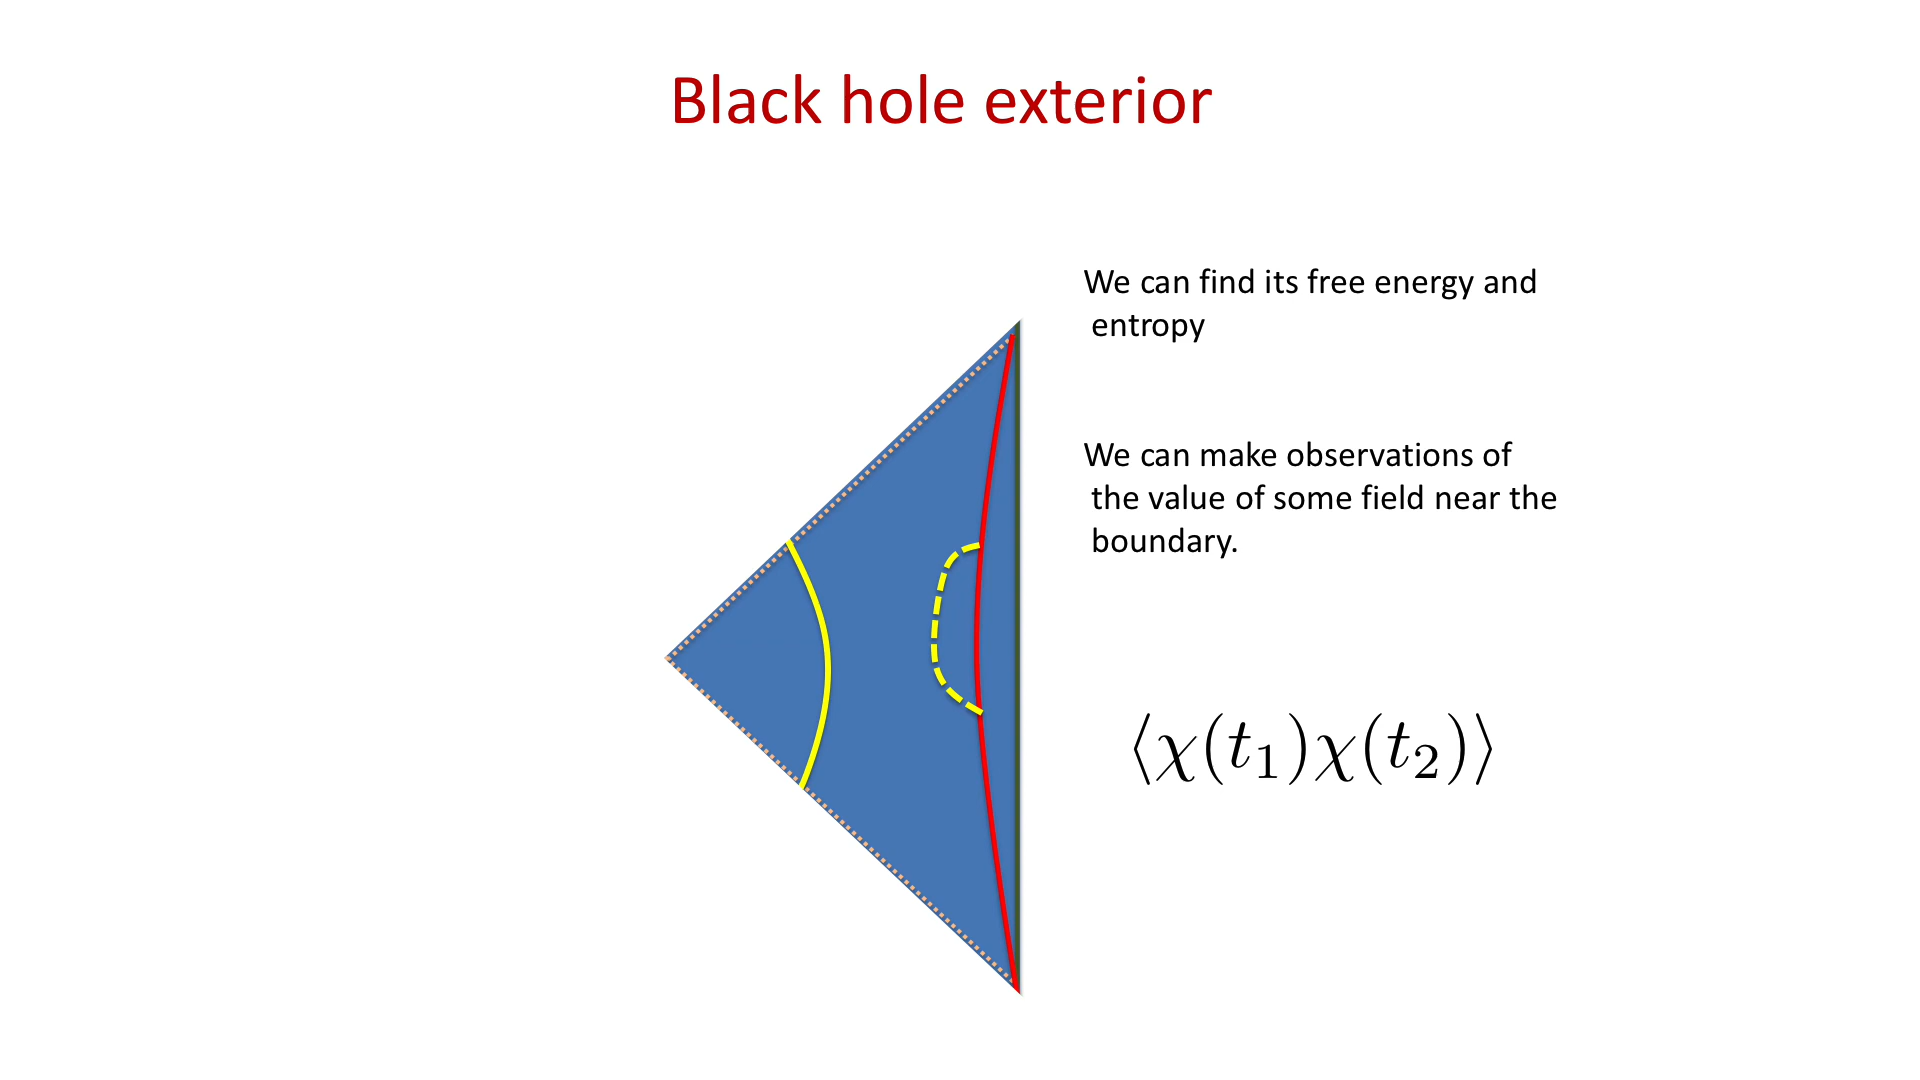 Black hole exterior
We can find its free energy and
entropy
We can make observations of
the value of some field near the
boundary.
⟨χ(t₁)χ(t₂)⟩